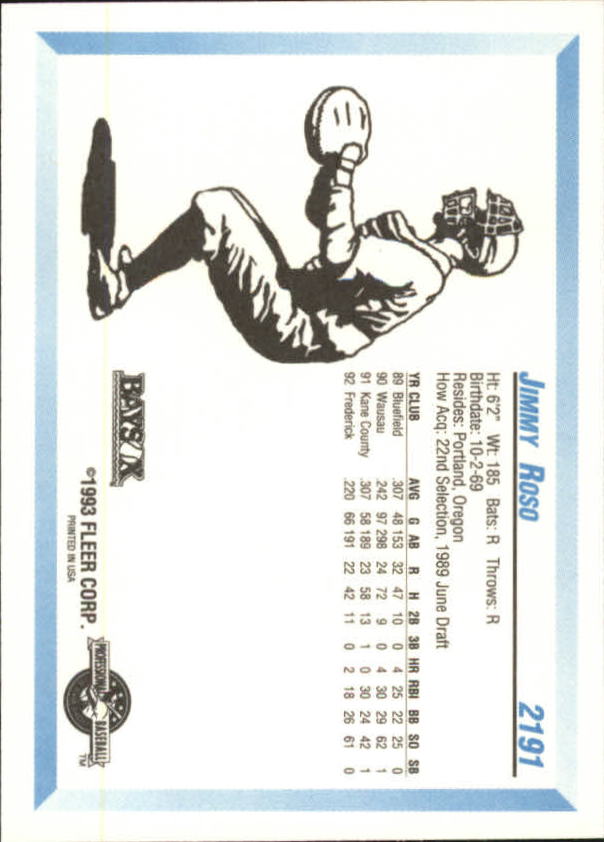 JIMMY ROSO 2191
Ht: 6'2" Wt: 185 Bats: R Throws: R
Birthdate: 10-2-69
Resides: Portland, Oregon
How Acq: 22nd Selection, 1989 June Draft
YR CLUB AVG G AB R H 2B 3B HR RBI BB SO SB
89 Bluefield .307 48 153 32 47 10 0 4 25 22 25 0
90 Wausau .242 97 298 24 72 9 0 4 30 29 62 1
91 Kane County .307 58 189 23 58 13 1 0 30 24 42 1
92 Frederick .220 66 191 22 42 11 0 2 18 26 61 0
BAYSOX
©1993 FLEER CORP.
PRINTED IN USA
PROFESSIONAL BASEBALL TM